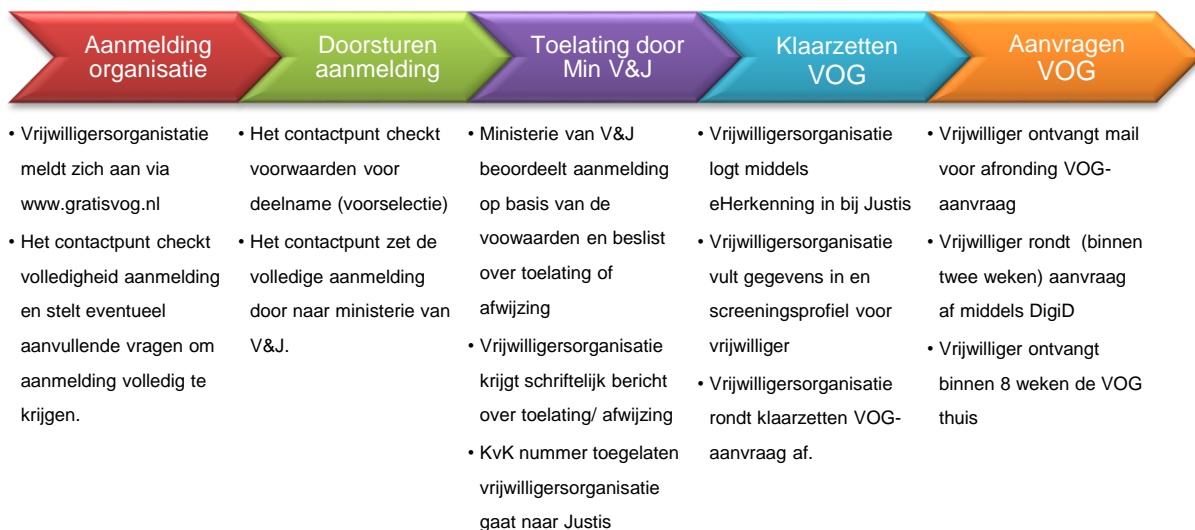 Aanmelding
organisatie
• Vrijwilligersorganistatie
meldt zich aan via
www.gratisvog.nl
• Het contactpunt checkt
volledigheid aanmelding
en stelt eventueel
aanvullende vragen om
aanmelding volledig te
krijgen.
Doorsturen
aanmelding
• Het contactpunt checkt
voorwaarden voor
deelname (voorselectie)
• Het contactpunt zet de
volledige aanmelding
door naar ministerie van
V&J.
Toelating door
Min V&J
• Ministerie van V&J
beoordeelt aanmelding
op basis van de
voowaarden en beslist
over toelating of
afwijzing
• Vrijwilligersorganisatie
krijgt schriftelijk bericht
over toelating/ afwijzing
• KvK nummer toegelaten
vrijwilligersorganisatie
gaat naar Justis
Klaarzetten
VOG
• Vrijwilligersorganisatie
logt middels
eHerkenning in bij Justis
• Vrijwilligersorganisatie
vult gegevens in en
screeningsprofiel voor
vrijwilliger
• Vrijwilligersorganisatie
rondt klaarzetten VOG-
aanvraag af.
Aanvragen
VOG
• Vrijwilliger ontvangt mail
voor afronding VOG-
aanvraag
• Vrijwilliger rondt (binnen
twee weken) aanvraag
af middels DigiD
• Vrijwilliger ontvangt
binnen 8 weken de VOG
thuis